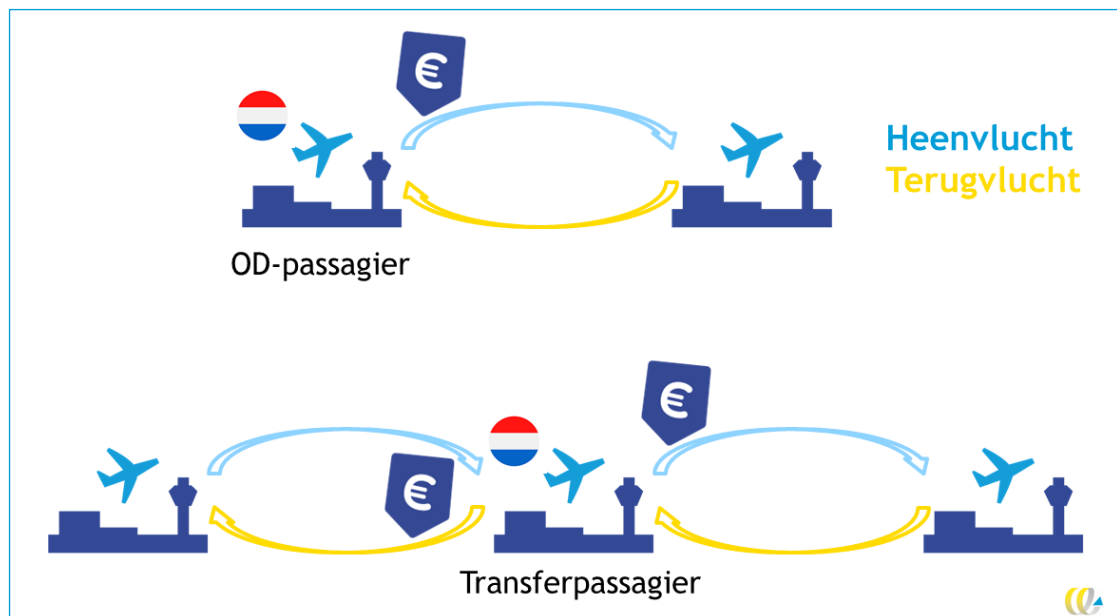 €
Heenvlucht
Terugvlucht
OD-passagier
€
€
Transferpassagier